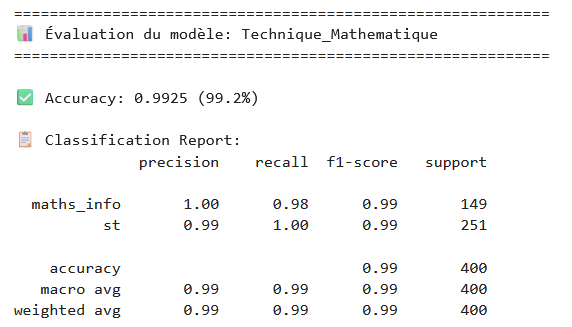 ==============================================================
📊 Évaluation du modèle: Technique_Mathematique
==============================================================
✅ Accuracy: 0.9925 (99.2%)
📋 Classification Report:
precision recall f1-score support
maths_info 1.00 0.98 0.99 149
st 0.99 1.00 0.99 251
accuracy 0.99 400
macro avg 0.99 0.99 0.99 400
weighted avg 0.99 0.99 0.99 400